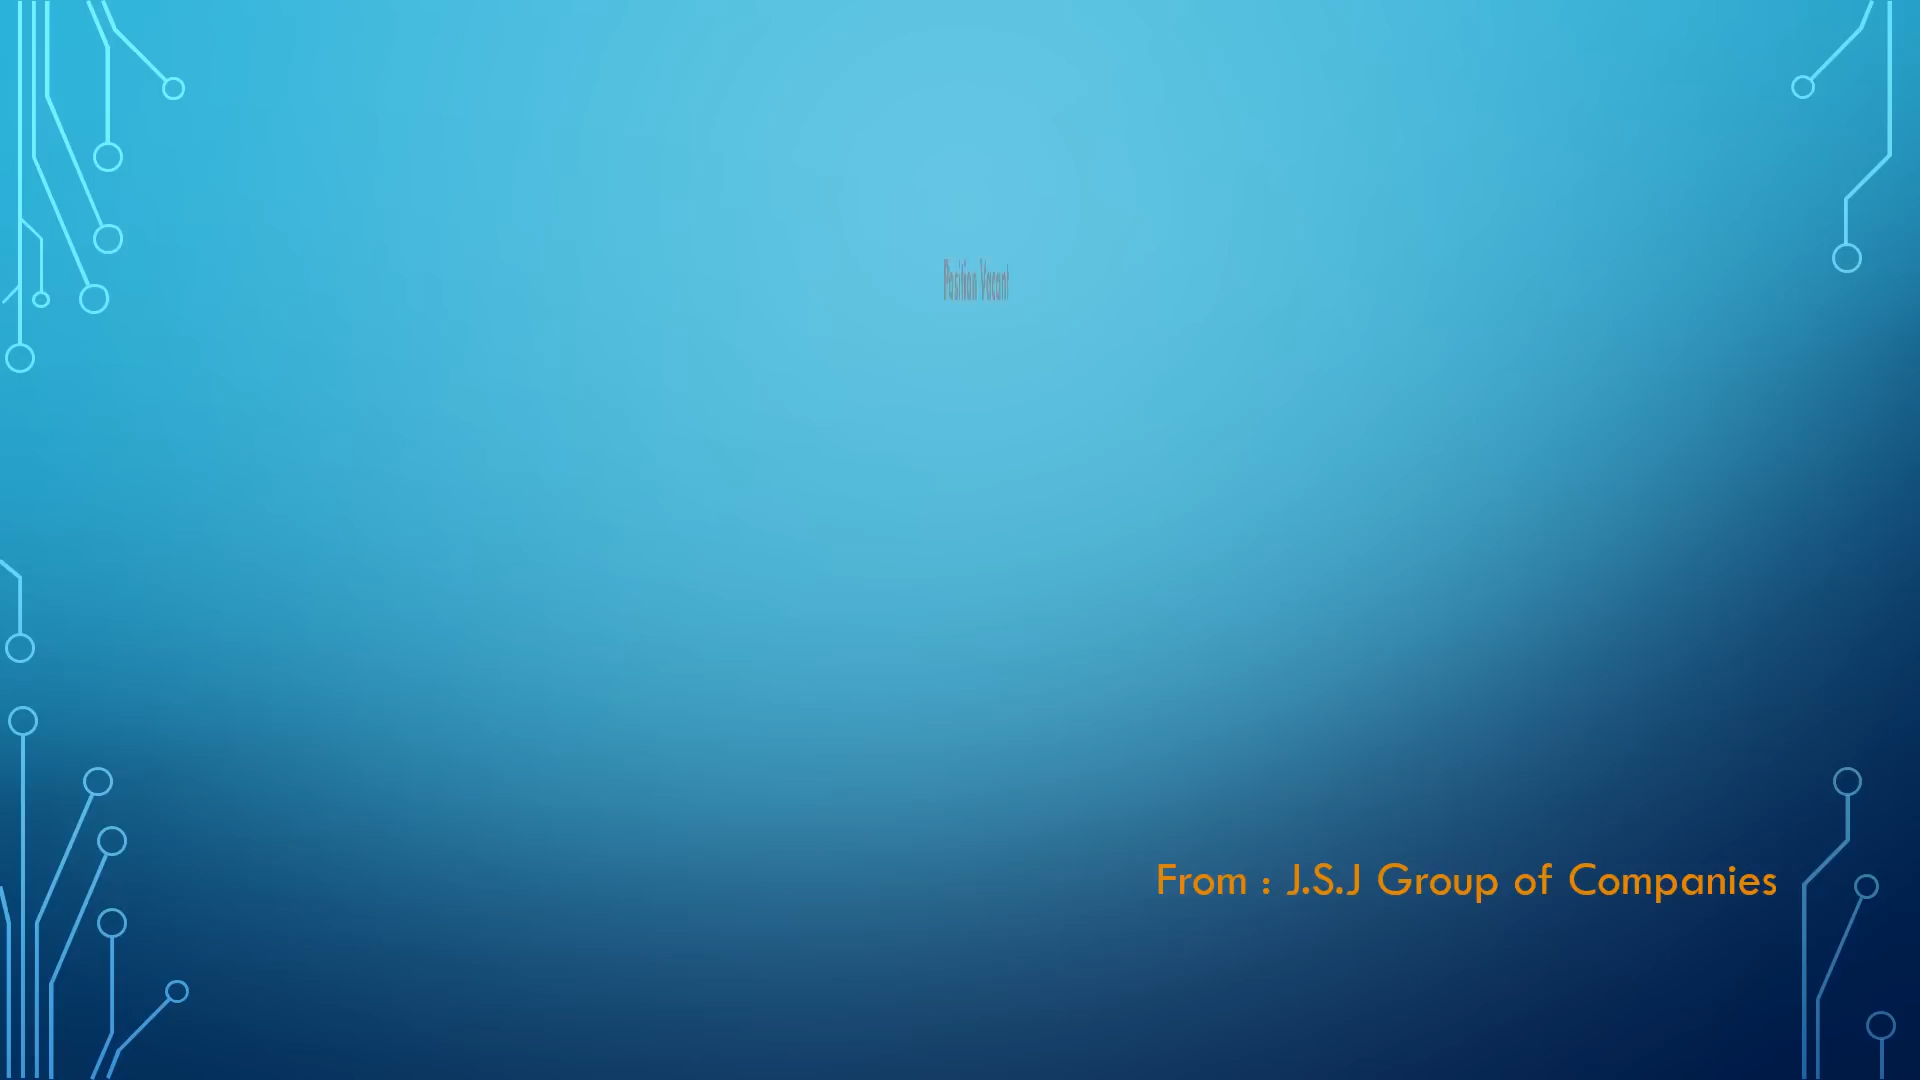 Position Vacant
From : J.S.J Group of Companies